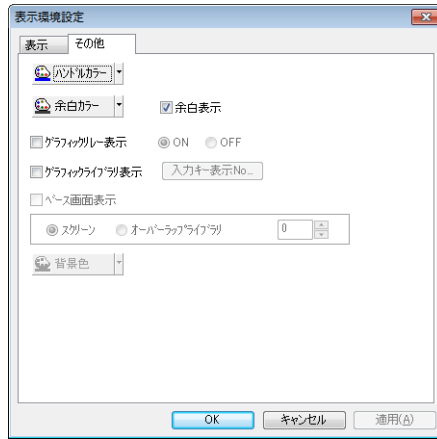 表示環境設定
表示 その他
ﾊﾝﾄﾞﾙｶﾗｰ
余白ｶﾗｰ 余白表示
ｸﾞﾗﾌｨｯｸﾘﾚｰ表示 ON OFF
ｸﾞﾗﾌｨｯｸﾗｲﾌﾞﾗﾘ表示 入力ｷｰ表示No...
ﾍﾞｰｽ画面表示
ｽｸﾘｰﾝ ｵｰﾊﾞｰﾗｯﾌﾟﾗｲﾌﾞﾗﾘ 0
背景色
OK ｷｬﾝｾﾙ 適用(A)